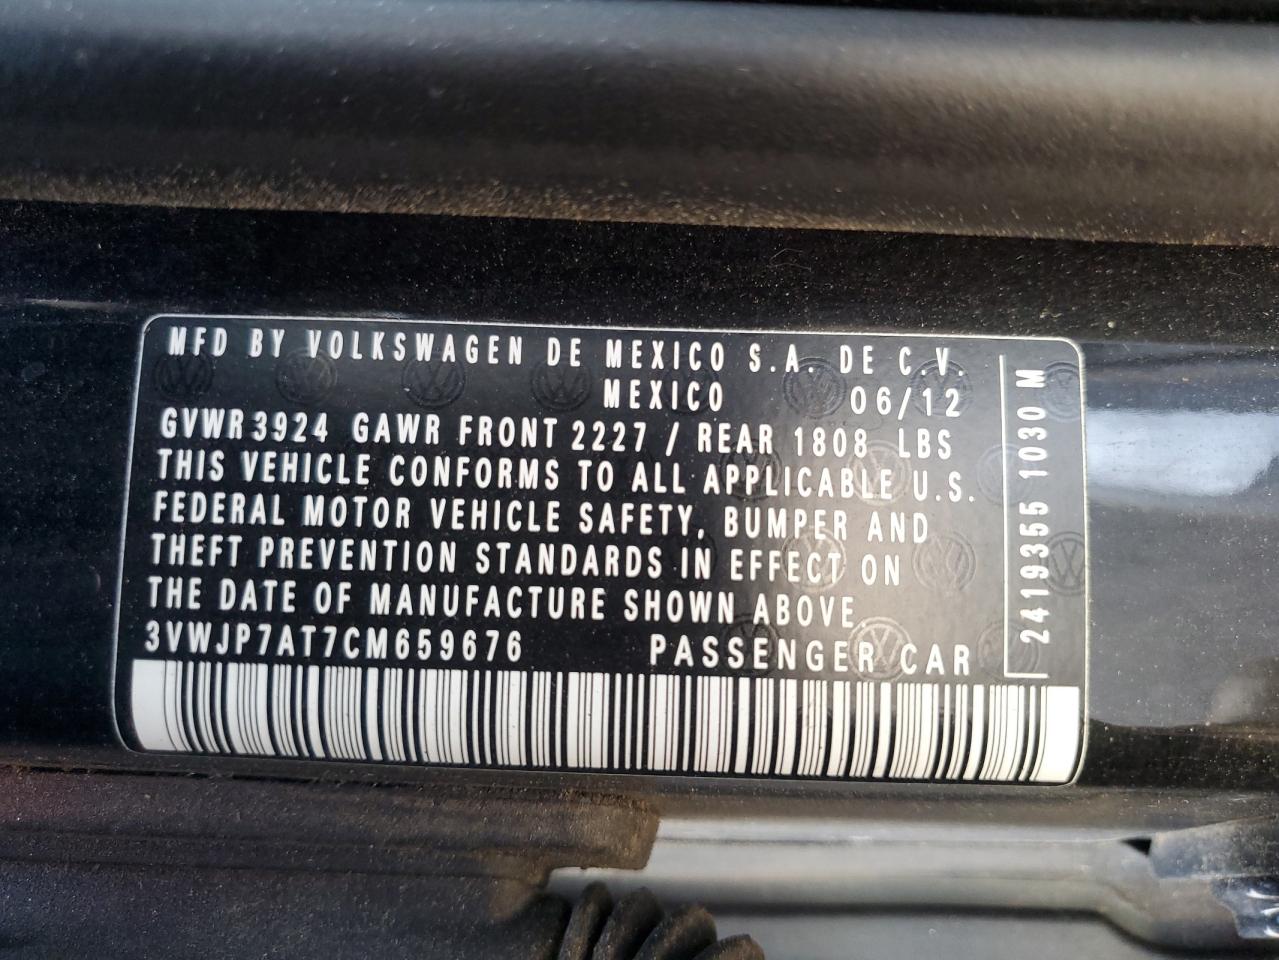 MFD BY VOLKSWAGEN DE MEXICO S.A. DE C.V.
MEXICO 06/12
GVWR 3924 GAWR FRONT 2227 / REAR 1808 LBS
THIS VEHICLE CONFORMS TO ALL APPLICABLE U.S.
FEDERAL MOTOR VEHICLE SAFETY, BUMPER AND
THEFT PREVENTION STANDARDS IN EFFECT ON
THE DATE OF MANUFACTURE SHOWN ABOVE.
3VWJP7AT7CM659676 PASSENGER CAR
2419355 1030 M